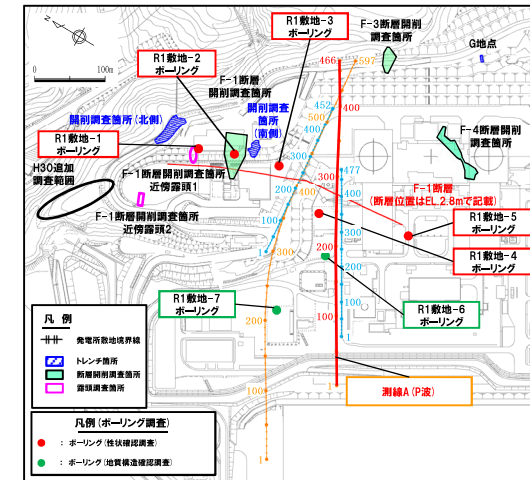 R1敷地-3
ボーリング
F-3断層開削
調査箇所
G地点
R1敷地-2
ボーリング
F-1断層
開削調査箇所
0
100m
466
597
開削調査箇所(北側)
開削調査
箇所
(南側)
452
500
400
R1敷地-1
ボーリング
F-4断層開削
調査箇所
H30追加
調査範囲
F-1断層開削調査箇所
近傍露頭1
300
477
400
300
F-1断層
(断層位置はEL.2.8mで記載)
200
400
400
F-1断層開削調査箇所
近傍露頭2
100
300
R1敷地-5
ボーリング
1
300
200
200
R1敷地-4
ボーリング
R1敷地-7
ボーリング
R1敷地-6
ボーリング
100
100
200
1
凡 例
発電所敷地境界線
トレンチ箇所
断層開削調査箇所
露頭調査箇所
100
1
測線A(P波)
凡例(ボーリング調査)
: ボーリング(性状確認調査)
: ボーリング(地質構造確認調査)
1